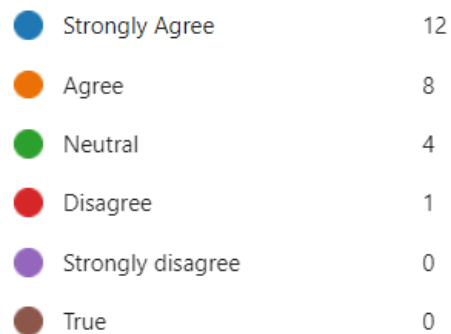 Strongly Agree 12
Agree 8
Neutral 4
Disagree 1
Strongly disagree 0
True 0